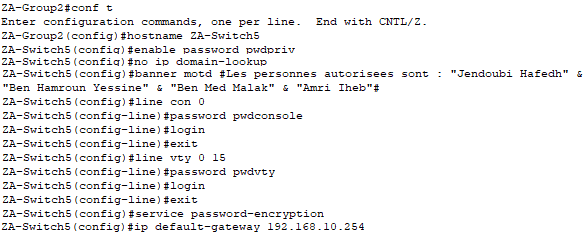 ZA-Group2#conf t
Enter configuration commands, one per line.  End with CNTL/Z.
ZA-Group2(config)#hostname ZA-Switch5
ZA-Switch5(config)#enable password pwdpriv
ZA-Switch5(config)#no ip domain-lookup
ZA-Switch5(config)#banner motd #Les personnes autorisees sont : "Jendoubi Hafedh" &
"Ben Hamroun Yessine" & "Ben Med Malak" & "Amri Iheb"#
ZA-Switch5(config)#line con 0
ZA-Switch5(config-line)#password pwdconsole
ZA-Switch5(config-line)#login
ZA-Switch5(config-line)#exit
ZA-Switch5(config)#line vty 0 15
ZA-Switch5(config-line)#password pwdvty
ZA-Switch5(config-line)#login
ZA-Switch5(config-line)#exit
ZA-Switch5(config)#service password-encryption
ZA-Switch5(config)#ip default-gateway 192.168.10.254